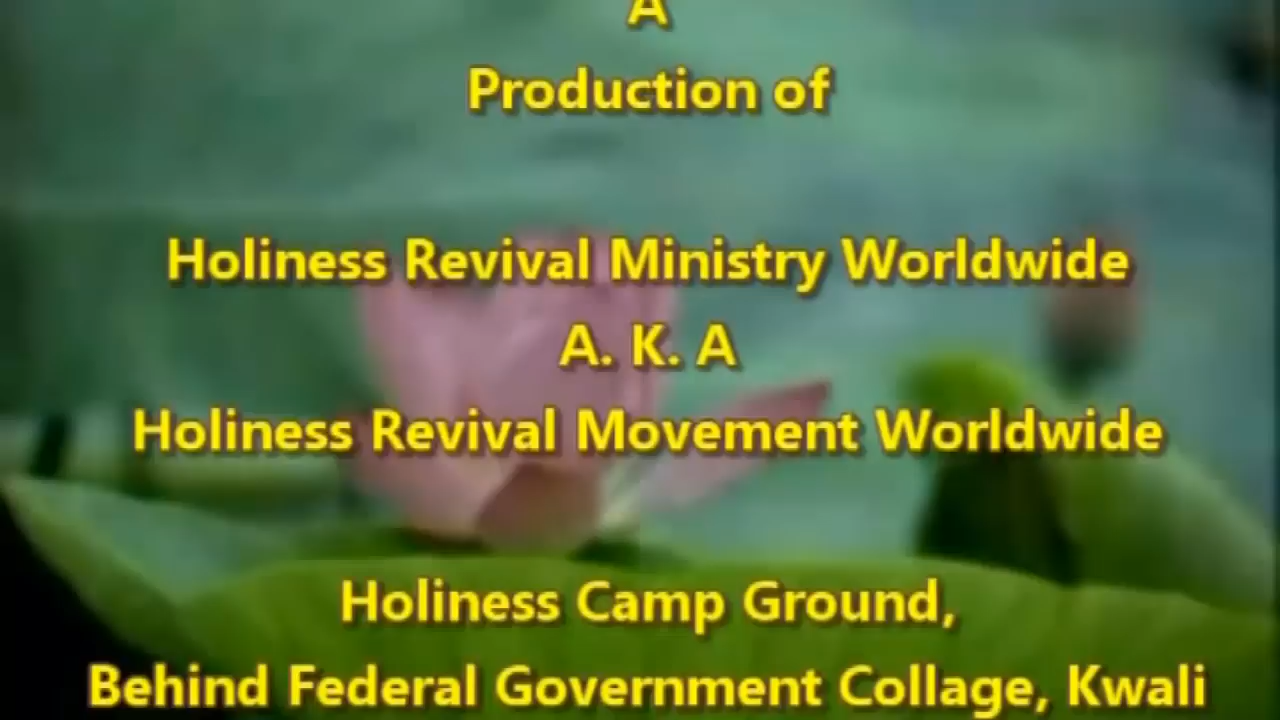 A
Production of
Holiness Revival Ministry Worldwide
A. K. A
Holiness Revival Movement Worldwide
Holiness Camp Ground,
Behind Federal Government Collage, Kwali